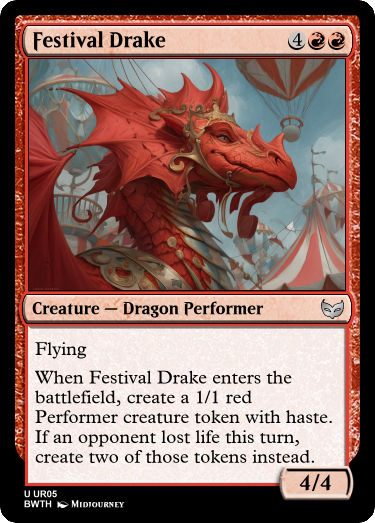 Festival Drake 4
Creature — Dragon Performer
Flying
When Festival Drake enters the
battlefield, create a 1/1 red
Performer creature token with haste.
If an opponent lost life this turn,
create two of those tokens instead.
4/4
U UR05
BWTH Midjourney